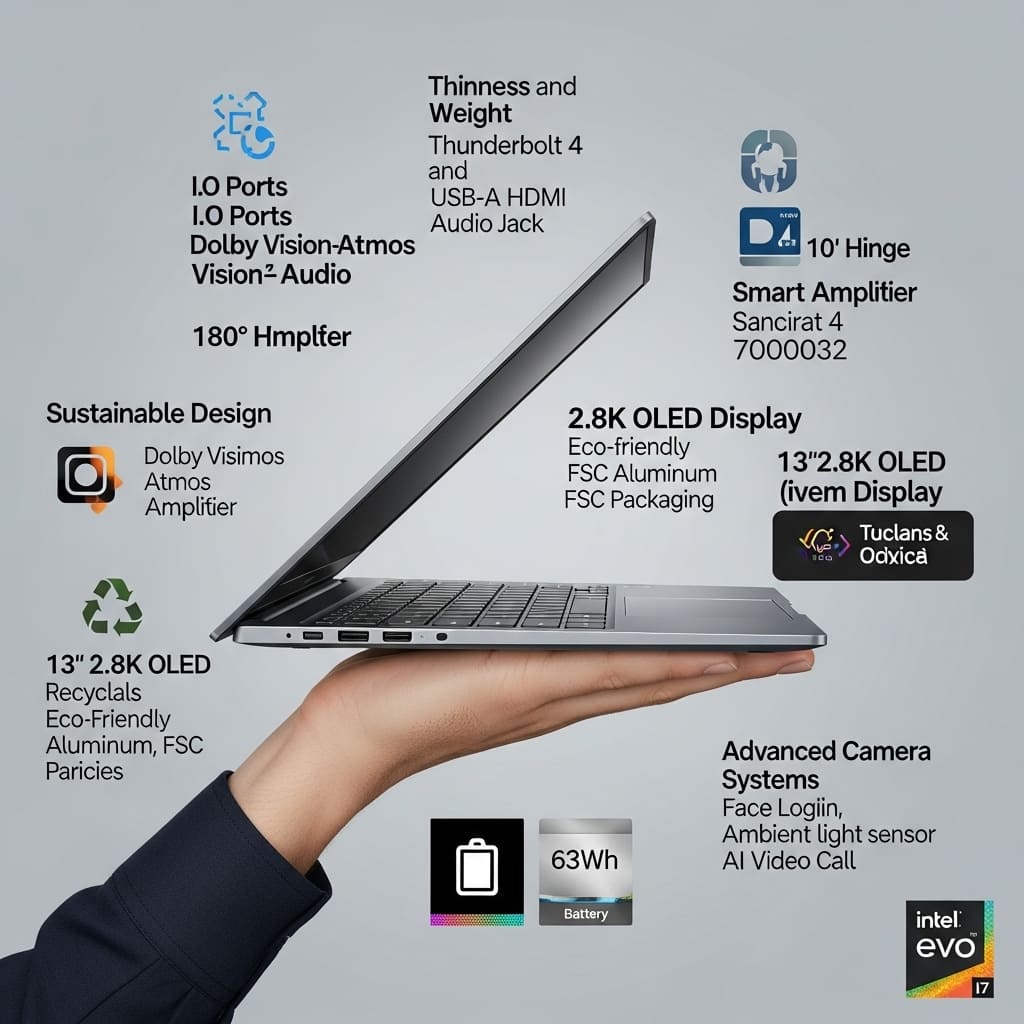 Thinness and
Weight
Thunderbolt 4
and
USB-A HDMI
Audio Jack
I.O Ports
I.O Ports
Dolby Vision-Atmos
Vision-² Audio
180° Hmplfer
10' Hinge
Smart Amplitier
Sancirat 4
7000032
Sustainable Design
Dolby Visimos
Atmos
Amplifier
2.8K OLED Display
Eco-friendly
FSC Aluminum
FSC Packaging
13"2.8K OLED
(ivem Display
Tuclans &
Odxicà
13" 2.8K OLED
Recyclals
Eco-Friendly
Aluminum, FSC
Paricies
Advanced Camera
Systems
Face Logiin,
Ambient light sensor
AI Video Call
63Wh
Battery
intel
evo
i7